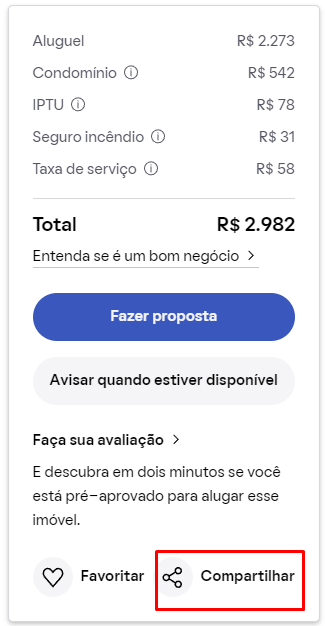 Aluguel R$ 2.273
Condomínio R$ 542
IPTU R$ 78
Seguro incêndio R$ 31
Taxa de serviço R$ 58
Total R$ 2.982
Entenda se é um bom negócio
Fazer proposta
Avisar quando estiver disponível
Faça sua avaliação
E descubra em dois minutos se você
está pré-aprovado para alugar esse
imóvel.
Favoritar Compartilhar